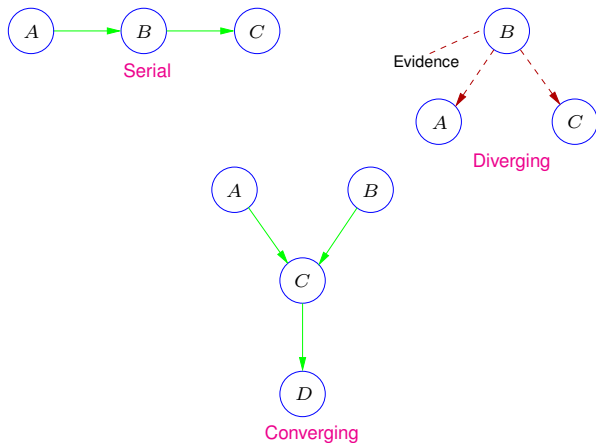 A B C
Serial
B
Evidence
A C
Diverging
A B
C
D
Converging